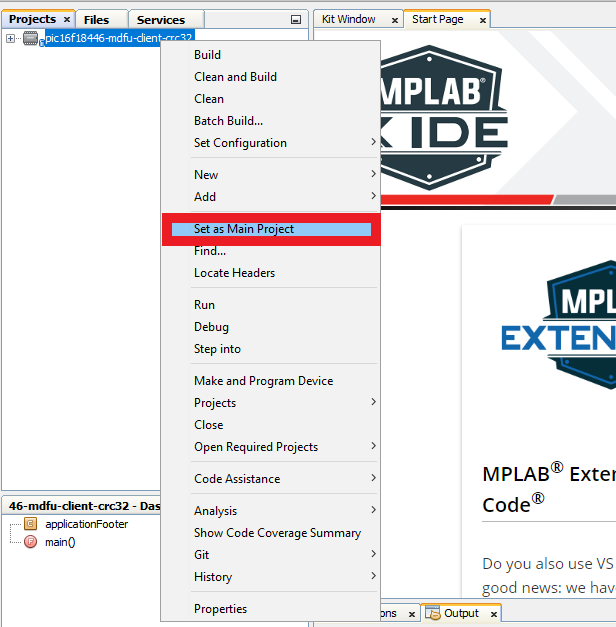 Projects × Files Services
Kit Window × Start Page ×
pic16f18446-mdfu-client-crc32
Build
Clean and Build
Clean
Batch Build...
Set Configuration
New
Add
Set as Main Project
Find...
Locate Headers
Run
Debug
Step into
Make and Program Device
Projects
Close
Open Required Projects
Code Assistance
Analysis
Show Code Coverage Summary
Git
History
Properties
46-mdfu-client-crc32 - Das
C applicationFooter
F main()
MPLAB®
X IDE
MPL
EXTEN
MPLAB® Exten
Code®
Do you also use VS
good news: we hav
ons × Output ×